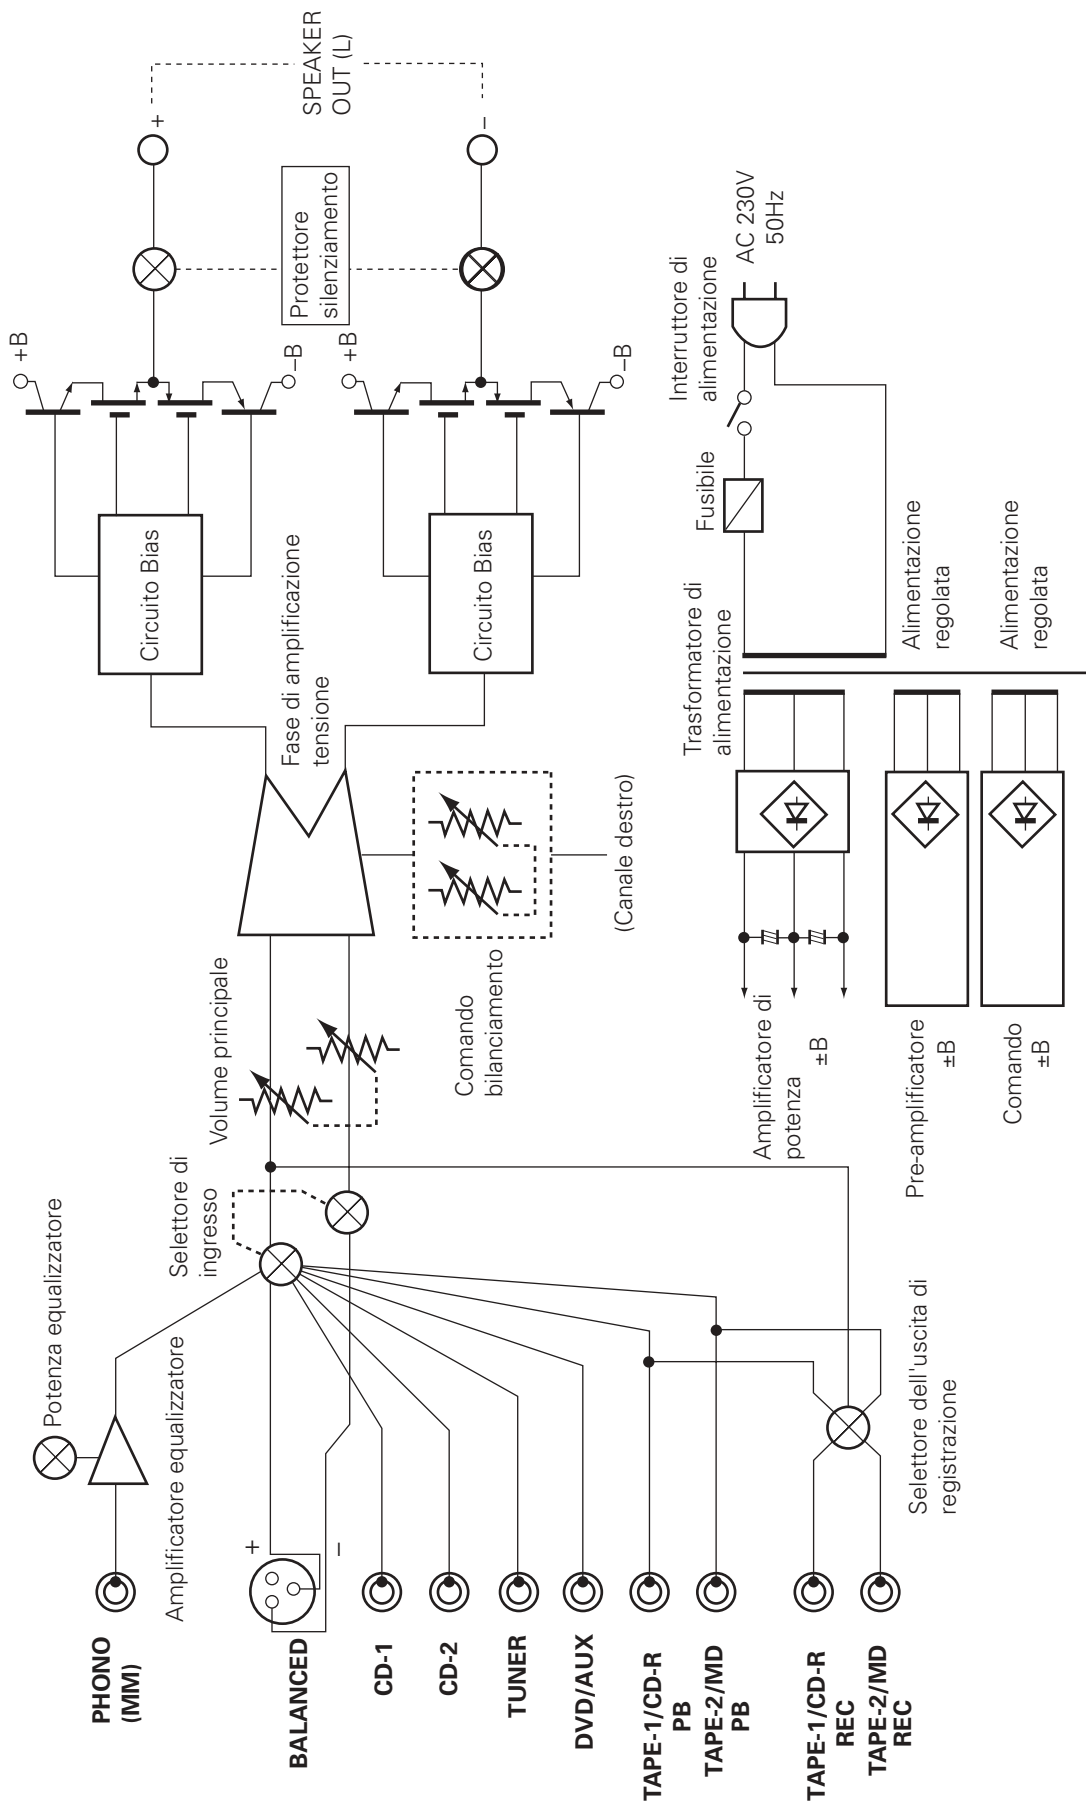 PHONO
(MM)
BALANCED
CD-1
CD-2
TUNER
DVD/AUX
TAPE-1/CD-R
PB
TAPE-2/MD
PB
TAPE-1/CD-R
REC
TAPE-2/MD
REC
Potenza equalizzatore
Amplificatore equalizzatore
+
–
Selettore di
ingresso
Volume principale
Selettore dell'uscita di
registrazione
Comando
bilanciamento
(Canale destro)
Fase di amplificazione
tensione
Circuito Bias
Circuito Bias
+B
–B
+B
–B
Protettore
silenziamento
+
–
SPEAKER
OUT (L)
Amplificatore di
potenza
±B
Pre-amplificatore
±B
Comando
±B
Trasformatore di
alimentazione
Alimentazione
regolata
Alimentazione
regolata
Fusibile
Interruttore di
alimentazione
AC 230V
50Hz